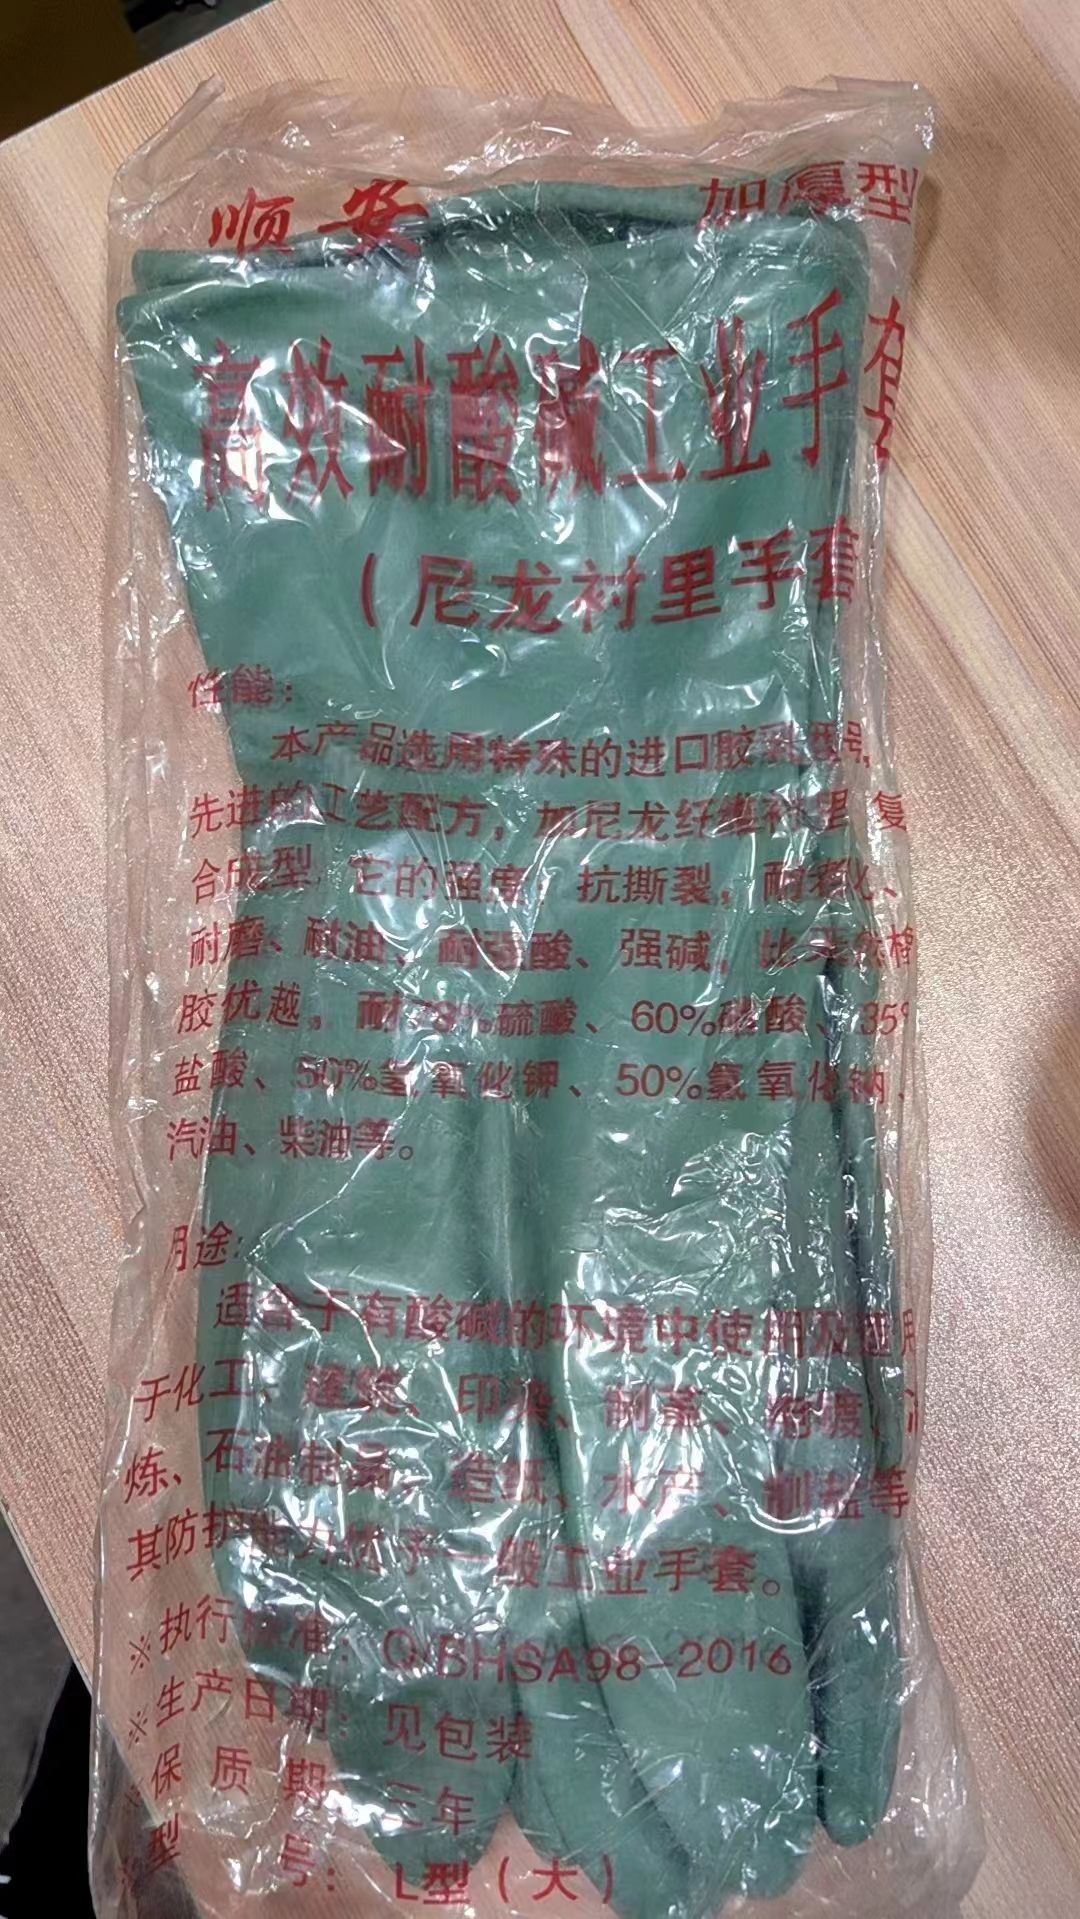 顺安 加厚型
高效耐酸碱工业手套
（尼龙衬里手套
性能：
本产品选用特殊的进口胶乳型号，
先进的工艺配方，加尼龙纤维衬里复
合成型，它的强度：抗撕裂，耐老化、
耐磨、耐油、耐强酸、强碱，比天然橡
胶优越。耐78%硫酸、60%硝酸、35%
盐酸、50%氢氧化钾、50%氢氧化钠、
汽油、柴油等。
用途：
适合于有酸碱的环境中使用及适用
于化工、建筑、印染、制革、电镀、
炼、石油制品，造纸、水产、制盐等
其防护能力优于一般工业手套。
※执行标准：Q/BHSA98-2016
※生产日期：见包装
※保质期：三年
※型号：L型（大）